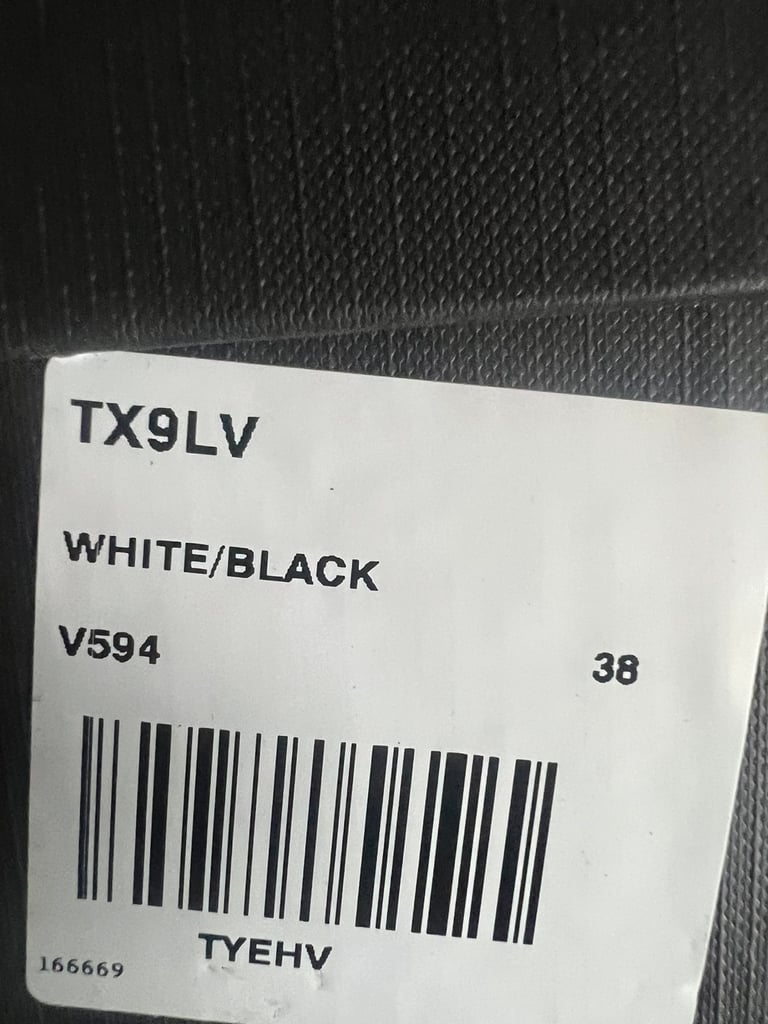 TX9LV
WHITE/BLACK
V594 38
TYEHV
166669